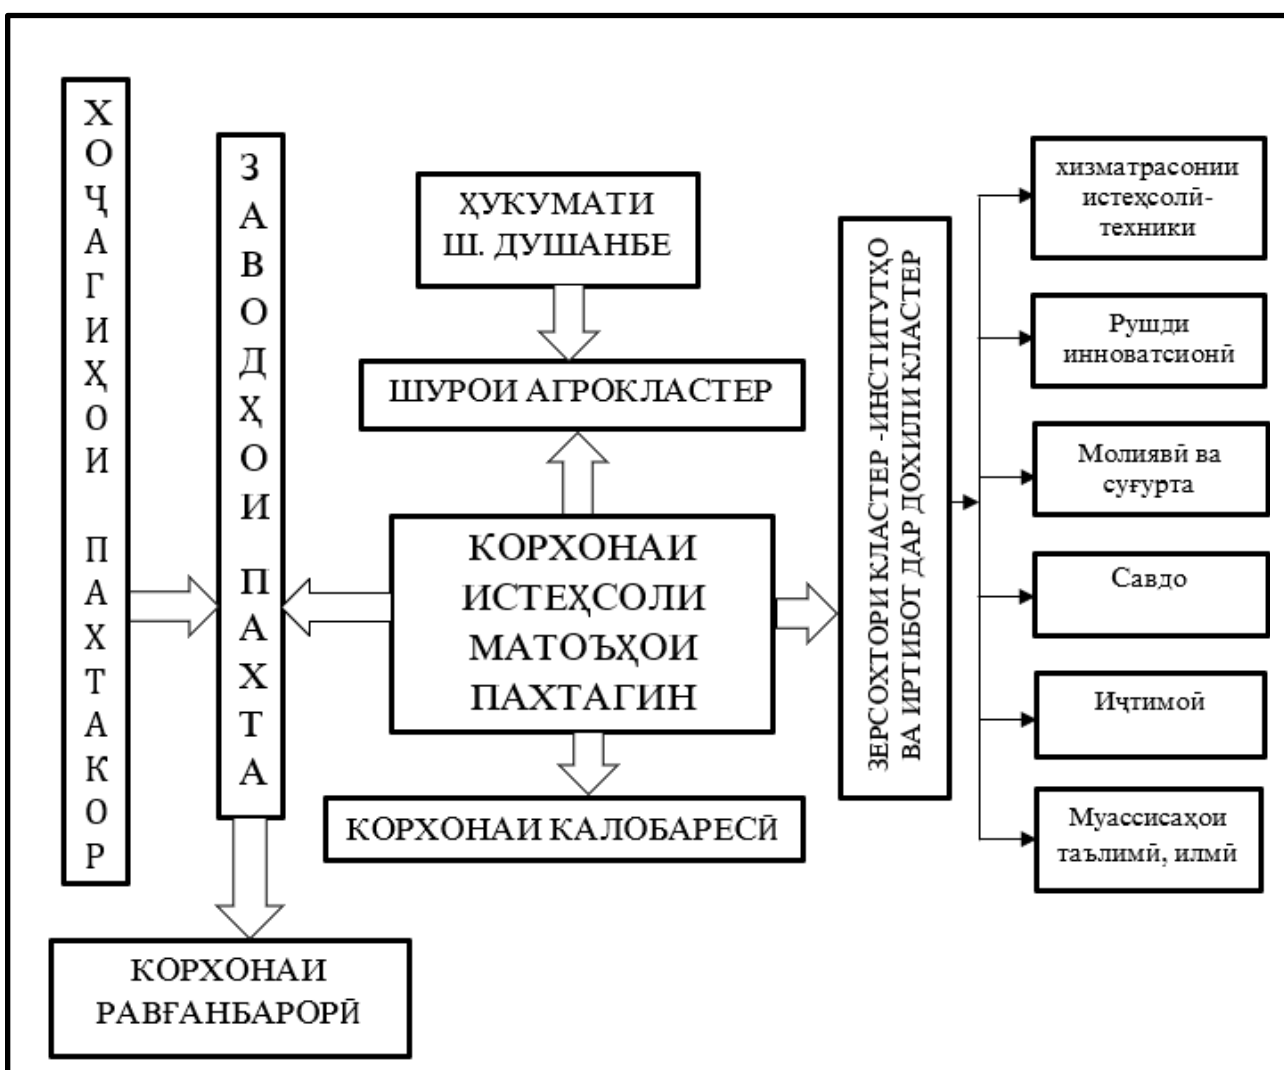 ХОҶАГИҲОИ ПАХТАКОР
ЗАВОДҲОИ ПАХТА
ҲУКУМАТИ
Ш. ДУШАНБЕ
ШУРОИ АГРОКЛАСТЕР
КОРХОНАИ
ИСТЕҲСОЛИ
МАТОЪҲОИ
ПАХТАГИН
КОРХОНАИ КАЛОБАРЕСӢ
КОРХОНАИ
РАВҒАНБАРОРӢ
ЗЕРСОХТОРИ КЛАСТЕР -ИНСТИТУТҲО
ВА ИРТИБОТ ДАР ДОХИЛИ КЛАСТЕР
хизматрасонии
истеҳсолӣ-
техники
Рушди
инноватсионӣ
Молиявӣ ва
суғурта
Савдо
Иҷтимоӣ
Муассисаҳои
таълимӣ, илмӣ